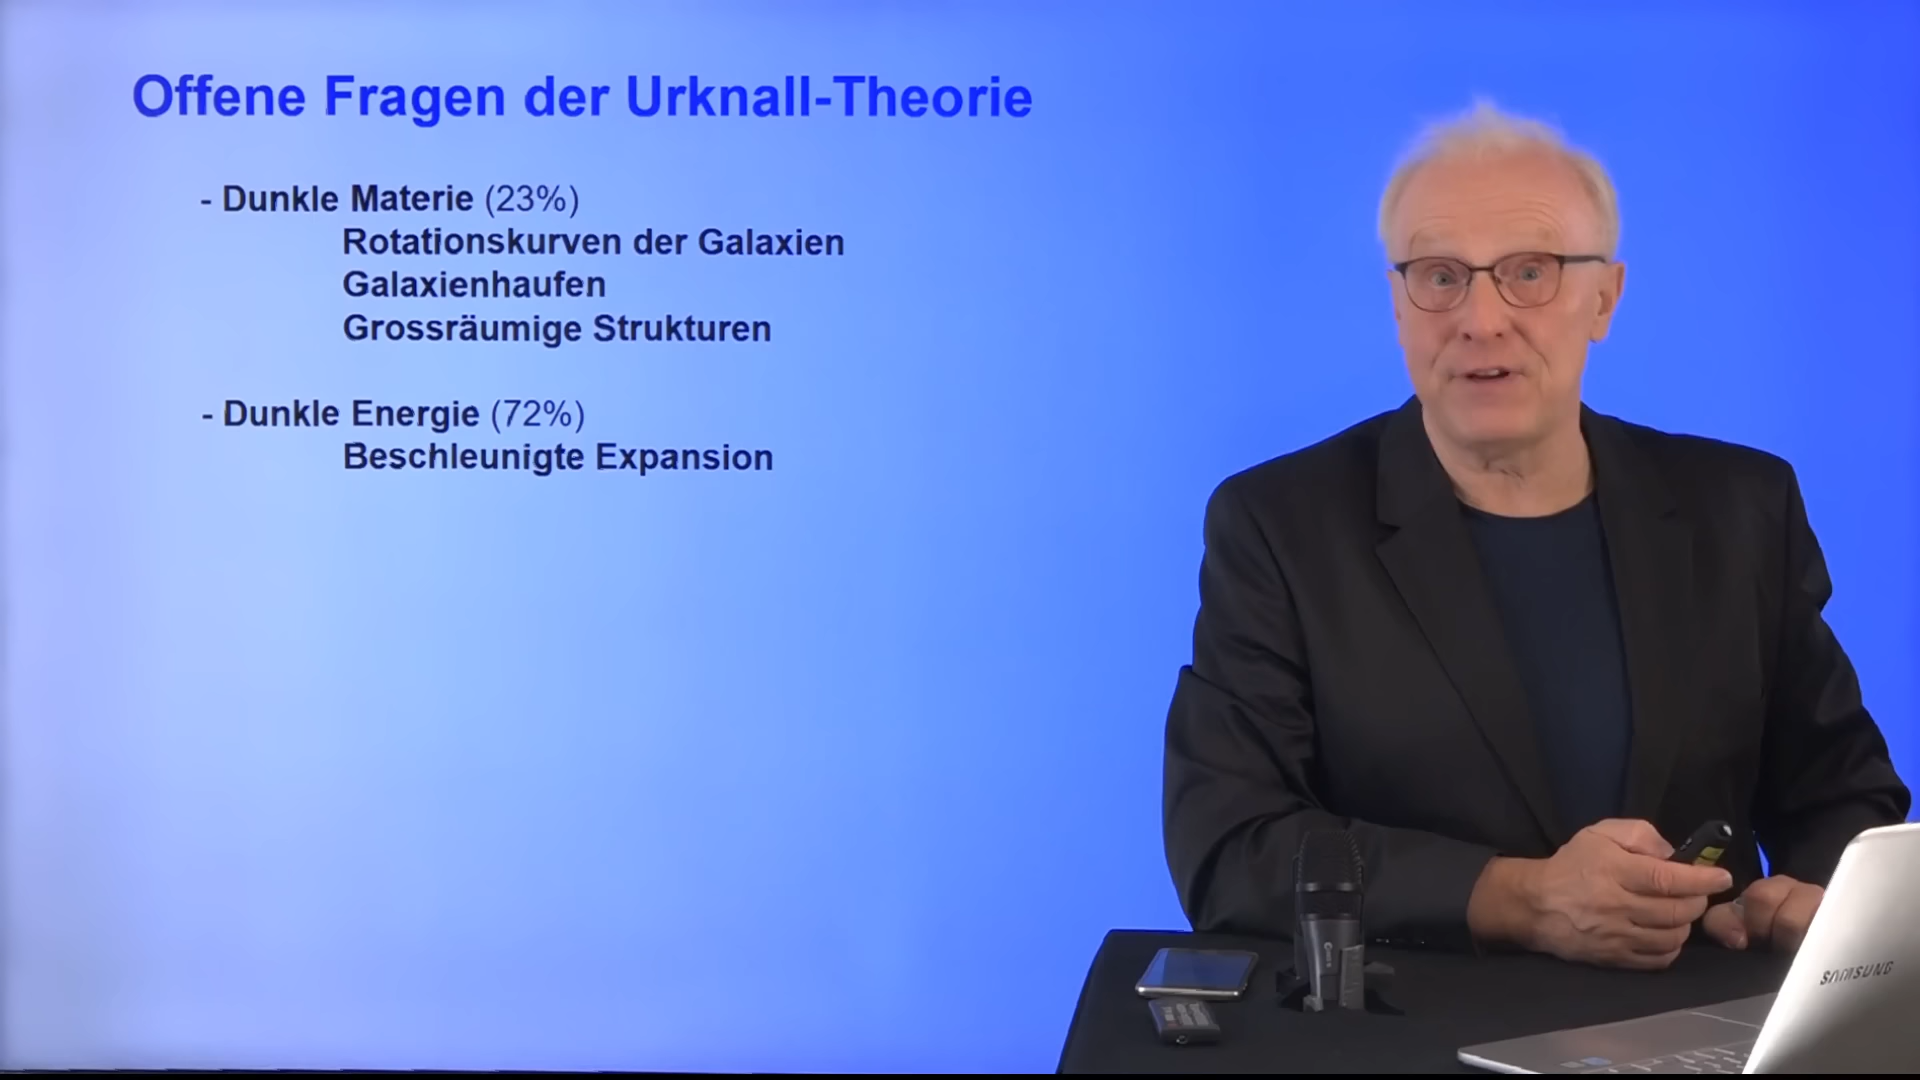 Offene Fragen der Urknall-Theorie
- Dunkle Materie (23%)
Rotationskurven der Galaxien
Galaxienhaufen
Grossräumige Strukturen
- Dunkle Energie (72%)
Beschleunigte Expansion
SAMSUNG